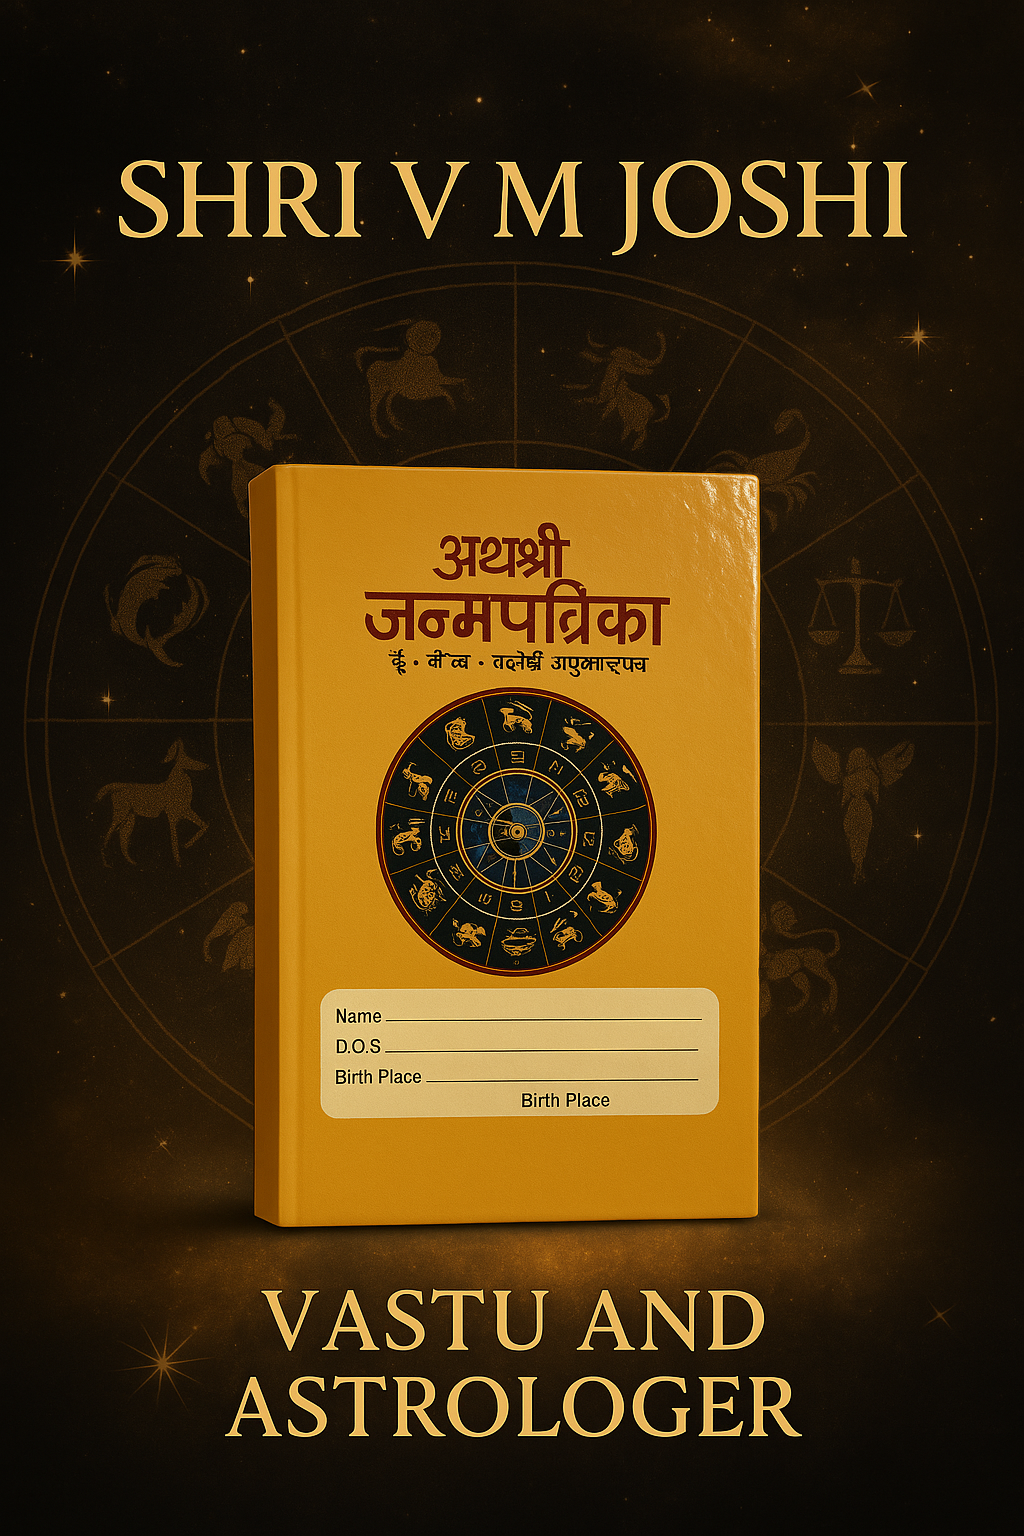 SHRI V M JOSHI
अथश्री
जन्मपत्रिका
Name
D.O.S
Birth Place
Birth Place
VASTU AND
ASTROLOGER